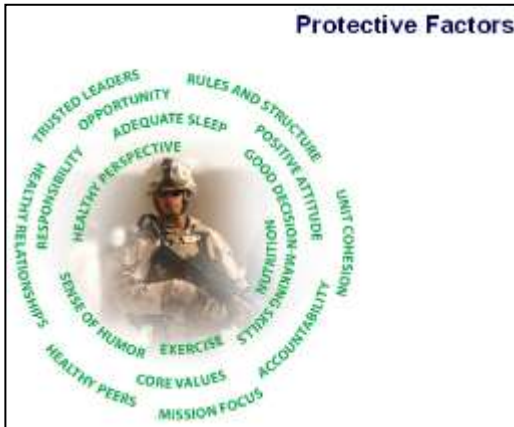 Protective Factors
TRUSTED LEADERS
RULES AND STRUCTURE
OPPORTUNITY
ADEQUATE SLEEP
POSITIVE ATTITUDE
HEALTHY PERSPECTIVE
GOOD DECISION-MAKING SKILLS
RESPONSIBILITY
HEALTHY RELATIONSHIPS
UNIT COHESION
NUTRITION
SENSE OF HUMOR
EXERCISE
ACCOUNTABILITY
HEALTHY PEERS
CORE VALUES
MISSION FOCUS